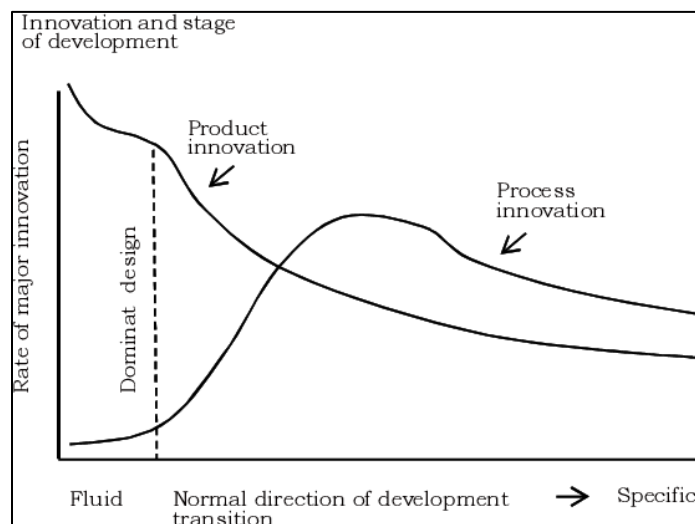 Innovation and stage
of development
Product
innovation
Process
innovation
Rate of major innovation
Dominat design
Fluid
Normal direction of development
transition
Specific